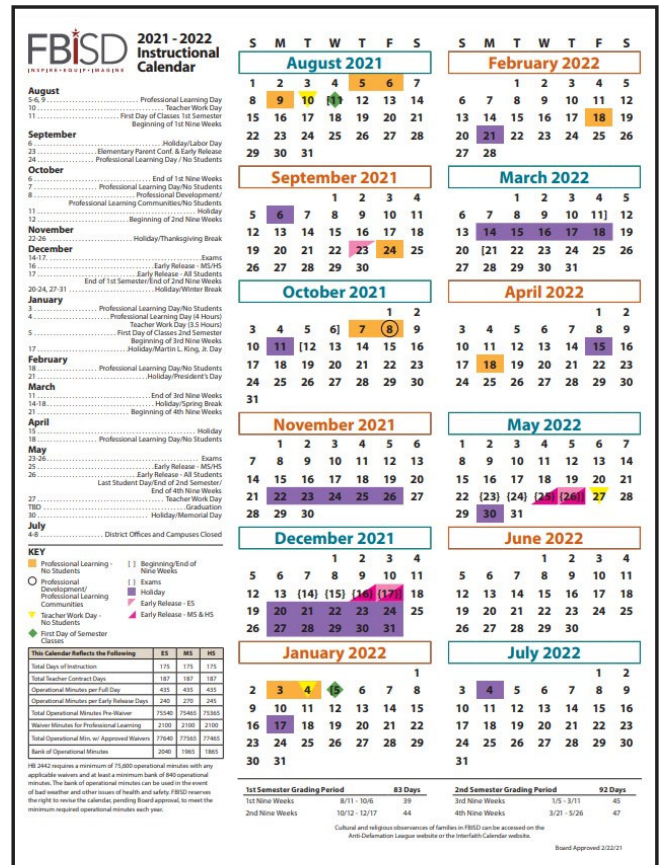 FBISD
INSPIRE•EQUIP•IMAGINE
2021 - 2022
Instructional
Calendar
August
5-6, 9 Professional Learning Day
10 Teacher Work Day
11 First Day of Classes 1st Semester
Beginning of 1st Nine Weeks
September
6 Holiday/Labor Day
23 Elementary Parent Conf. & Early Release
24 Professional Learning Day / No Students
October
6 End of 1st Nine Weeks
7 Professional Learning Day/No Students
8 Professional Development/
Professional Learning Communities/No Students
11 Holiday
12 Beginning of 2nd Nine Weeks
November
22-26 Holiday/Thanksgiving Break
December
14-17 Exams
16 Early Release - MS/HS
17 Early Release - All Students
End of 1st Semester/End of 2nd Nine Weeks
20-24, 27-31 Holiday/Winter Break
January
3 Professional Learning Day/No Students
4 Professional Learning Day (4 Hours)
Teacher Work Day (3.5 Hours)
5 First Day of Classes 2nd Semester
Beginning of 3rd Nine Weeks
17 Holiday/Martin L. King, Jr. Day
February
18 Professional Learning Day/No Students
21 Holiday/President's Day
March
11 End of 3rd Nine Weeks
14-18 Holiday/Spring Break
21 Beginning of 4th Nine Weeks
April
15 Holiday
18 Professional Learning Day/No Students
May
23-26 Exams
25 Early Release - MS/HS
26 Early Release - All Students
Last Student Day/End of 2nd Semester/
End of 4th Nine Weeks
27 Teacher Work Day
TBD Graduation
30 Holiday/Memorial Day
July
4-8 District Offices and Campuses Closed
KEY
Professional Learning - No Students
Professional Development/ Professional Learning Communities
Teacher Work Day - No Students
First Day of Semester Classes
[ ] Beginning/End of Nine Weeks
{ } Exams
Holiday
Early Release - ES
Early Release - MS & HS
This Calendar Reflects the Following ES MS HS
Total Days of Instruction 175 175 175
Total Teacher Contract Days 187 187 187
Operational Minutes per Full Day 435 435 435
Operational Minutes per Early Release Days 240 270 245
Total Operational Minutes Pre-Waiver 75540 75465 75365
Waiver Minutes for Professional Learning 2100 2100 2100
Total Operational Min. w/ Approved Waivers 77640 77565 77465
Bank of Operational Minutes 2040 1965 1865
HB 2442 requires a minimum of 75,600 operational minutes with any
applicable waivers and at least a minimum bank of 840 operational
minutes. The bank of operational minutes can be used in the event
of bad weather and other issues of health and safety. FBISD reserves
the right to revise the calendar, pending Board approval, to meet the
minimum required operational minutes each year.
S M T W T F S
August 2021
1 2 3 4 5 6 7
8 9 10 [11 12 13 14
15 16 17 18 19 20 21
22 23 24 25 26 27 28
29 30 31
September 2021
1 2 3 4
5 6 7 8 9 10 11
12 13 14 15 16 17 18
19 20 21 22 23 24 25
26 27 28 29 30
October 2021
1 2
3 4 5 6] 7 8 9
10 11 [12 13 14 15 16
17 18 19 20 21 22 23
24 25 26 27 28 29 30
31
November 2021
1 2 3 4 5 6
7 8 9 10 11 12 13
14 15 16 17 18 19 20
21 22 23 24 25 26 27
28 29 30
December 2021
1 2 3 4
5 6 7 8 9 10 11
12 13 {14} {15} {16} {17}] 18
19 20 21 22 23 24 25
26 27 28 29 30 31
January 2022
1
2 3 4 [5 6 7 8
9 10 11 12 13 14 15
16 17 18 19 20 21 22
23 24 25 26 27 28 29
30 31
S M T W T F S
February 2022
1 2 3 4 5
6 7 8 9 10 11 12
13 14 15 16 17 18 19
20 21 22 23 24 25 26
27 28
March 2022
1 2 3 4 5
6 7 8 9 10 11] 12
13 14 15 16 17 18 19
20 [21 22 23 24 25 26
27 28 29 30 31
April 2022
1 2
3 4 5 6 7 8 9
10 11 12 13 14 15 16
17 18 19 20 21 22 23
24 25 26 27 28 29 30
May 2022
1 2 3 4 5 6 7
8 9 10 11 12 13 14
15 16 17 18 19 20 21
22 {23} {24} {25} {26}] 27 28
29 30 31
June 2022
1 2 3 4
5 6 7 8 9 10 11
12 13 14 15 16 17 18
19 20 21 22 23 24 25
26 27 28 29 30
July 2022
1 2
3 4 5 6 7 8 9
10 11 12 13 14 15 16
17 18 19 20 21 22 23
24 25 26 27 28 29 30
31
1st Semester Grading Period 83 Days
1st Nine Weeks 8/11 - 10/6 39
2nd Nine Weeks 10/12 - 12/17 44
2nd Semester Grading Period 92 Days
3rd Nine Weeks 1/5 - 3/11 45
4th Nine Weeks 3/21 - 5/26 47
Cultural and religious observances of families in FBISD can be accessed on the
Anti-Defamation League website or the Interfaith Calendar website.
Board Approved 2/22/21